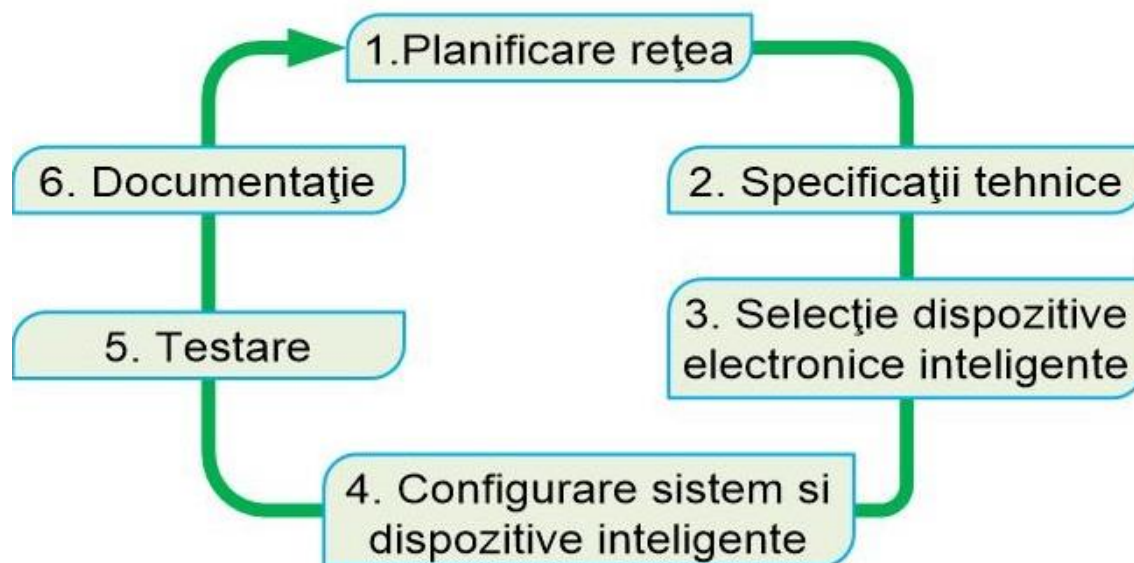 1.Planificare reţea
2. Specificaţii tehnice
3. Selecţie dispozitive
electronice inteligente
4. Configurare sistem si
dispozitive inteligente
5. Testare
6. Documentaţie